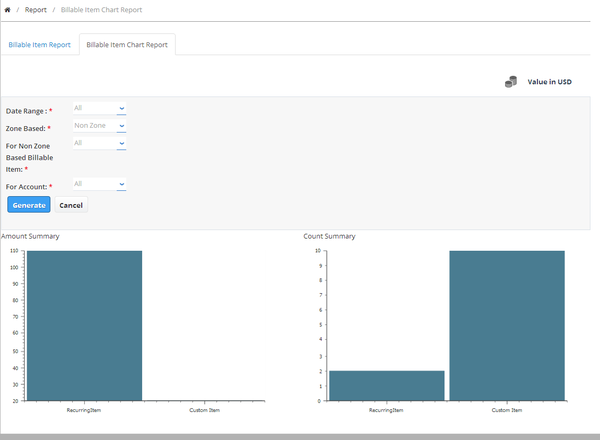 / Report / Billable Item Chart Report
Billable Item Report Billable Item Chart Report
Value in USD
Date Range : * All
Zone Based: * Non Zone
For Non Zone All
Based Billable
Item: *
For Account: * All
Generate Cancel
Amount Summary Count Summary
110
100
90
80
70
60
50
40
30
20
RecurringItem Custom Item
10
9
8
7
6
5
4
3
2
1
0
RecurringItem Custom Item